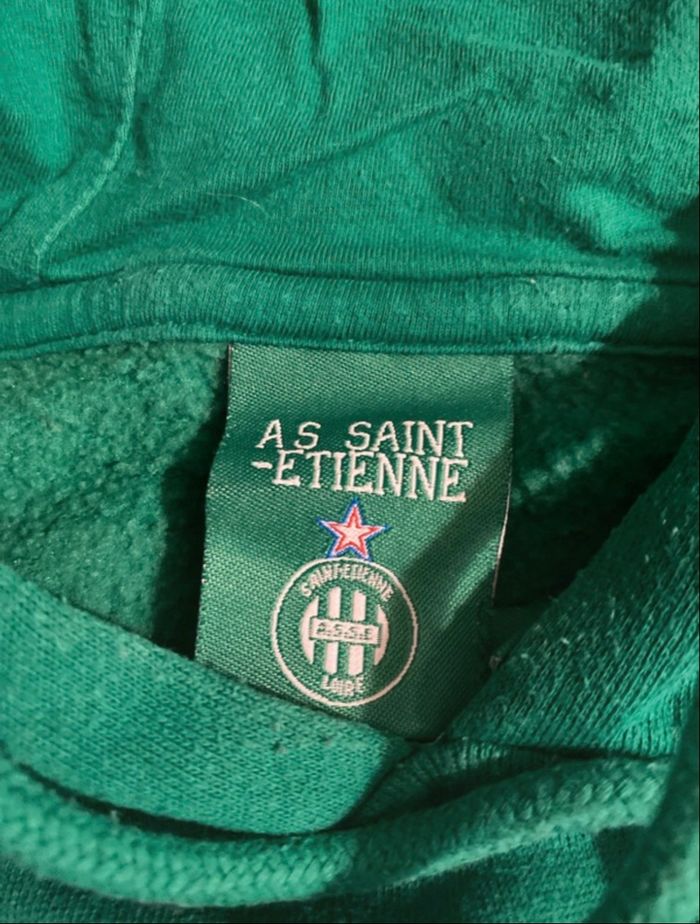 AS SAINT
-ETIENNE
SAINT-ETIENNE
A.S.S.E
LOIRE